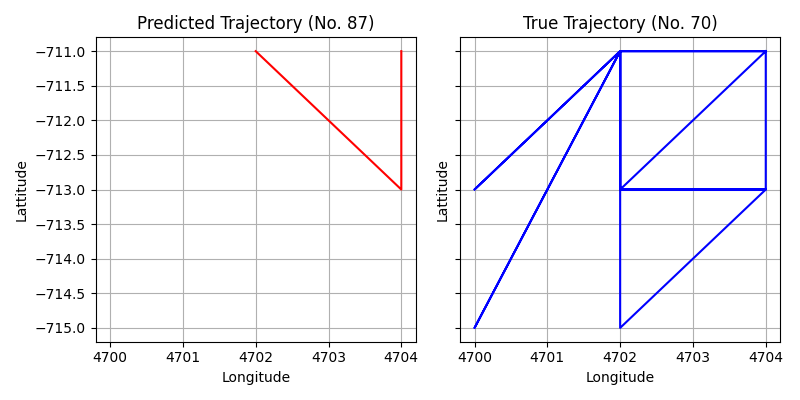 Predicted Trajectory (No. 87)
True Trajectory (No. 70)
−711.0
−711.5
−712.0
−712.5
−713.0
−713.5
−714.0
−714.5
−715.0
Lattitude
Lattitude
4700 4701 4702 4703 4704
4700 4701 4702 4703 4704
Longitude
Longitude